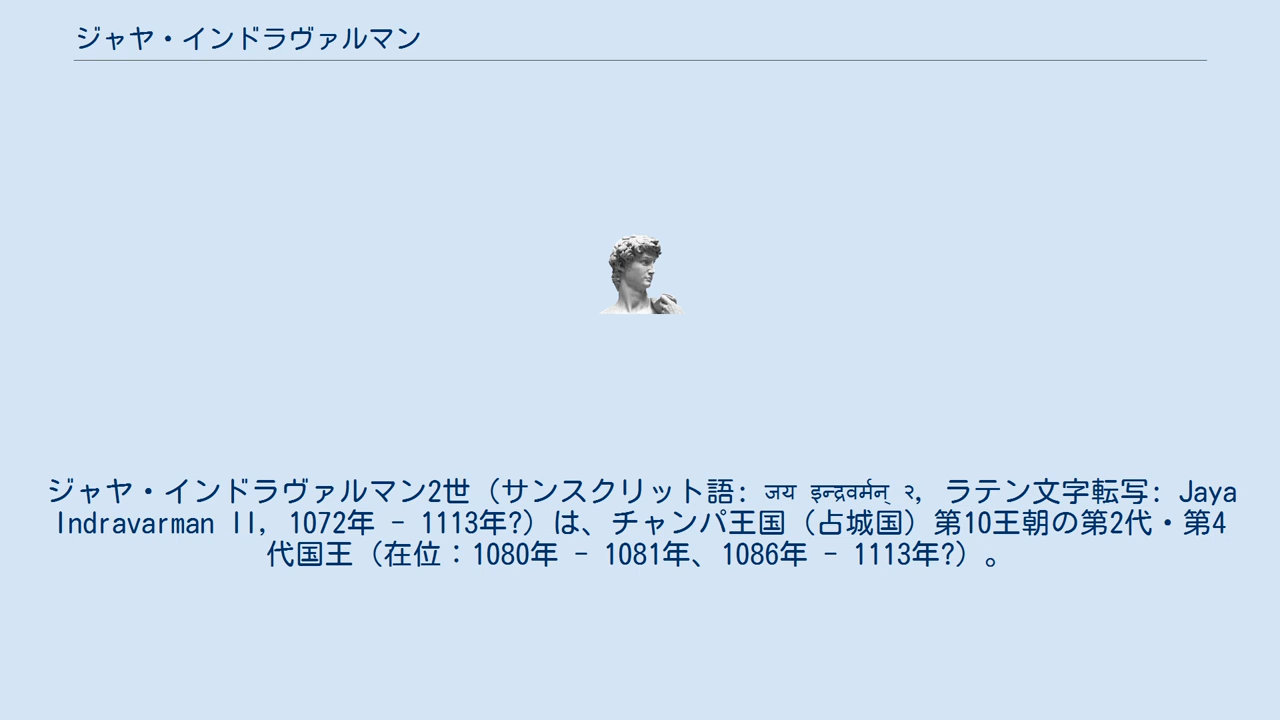 ジャヤ・インドラヴァルマン
ジャヤ・インドラヴァルマン2世（サンスクリット語: जय इन्द्रवर्मन् २, ラテン文字転写: Jaya
Indravarman II, 1072年 - 1113年?）は、チャンパ王国（占城国）第10王朝の第2代・第4
代国王（在位：1080年 - 1081年、1086年 - 1113年?）。